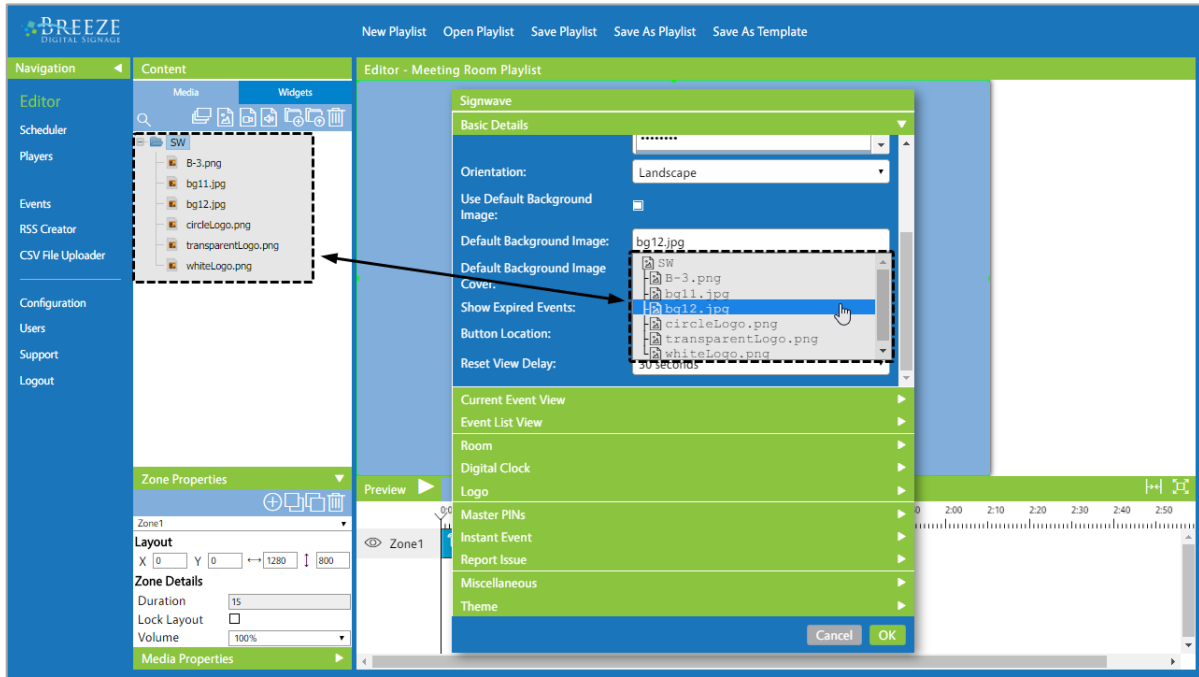 BREEZE
DIGITAL SIGNAGE
New Playlist Open Playlist Save Playlist Save As Playlist Save As Template
Navigation
Editor
Scheduler
Players
Events
RSS Creator
CSV File Uploader
Configuration
Users
Support
Logout
Content
Media Widgets
SW
B-3.png
bg11.jpg
bg12.jpg
circleLogo.png
transparentLogo.png
whiteLogo.png
Zone Properties
Zone1
Layout
X 0 Y 0 1280 800
Zone Details
Duration 15
Lock Layout
Volume 100%
Media Properties
Editor - Meeting Room Playlist
Signwave
Basic Details
••••••••
Orientation: Landscape
Use Default Background
Image:
Default Background Image: bg12.jpg
Default Background Image
Cover:
Show Expired Events:
Button Location:
Reset View Delay: 30 seconds
SW
B-3.png
bg11.jpg
bg12.jpg
circleLogo.png
transparentLogo.png
whiteLogo.png
Current Event View
Event List View
Room
Digital Clock
Logo
Master PINs
Instant Event
Report Issue
Miscellaneous
Theme
Cancel OK
Preview
2:00 2:10 2:20 2:30 2:40 2:50
Zone1